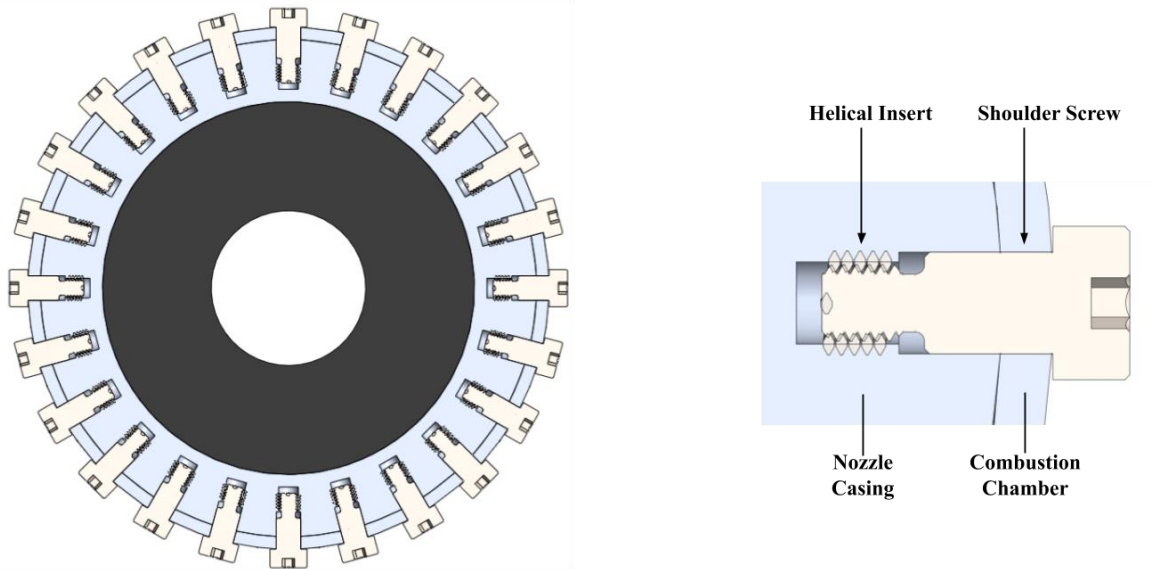 Helical Insert
Shoulder Screw
Nozzle
Casing
Combustion
Chamber